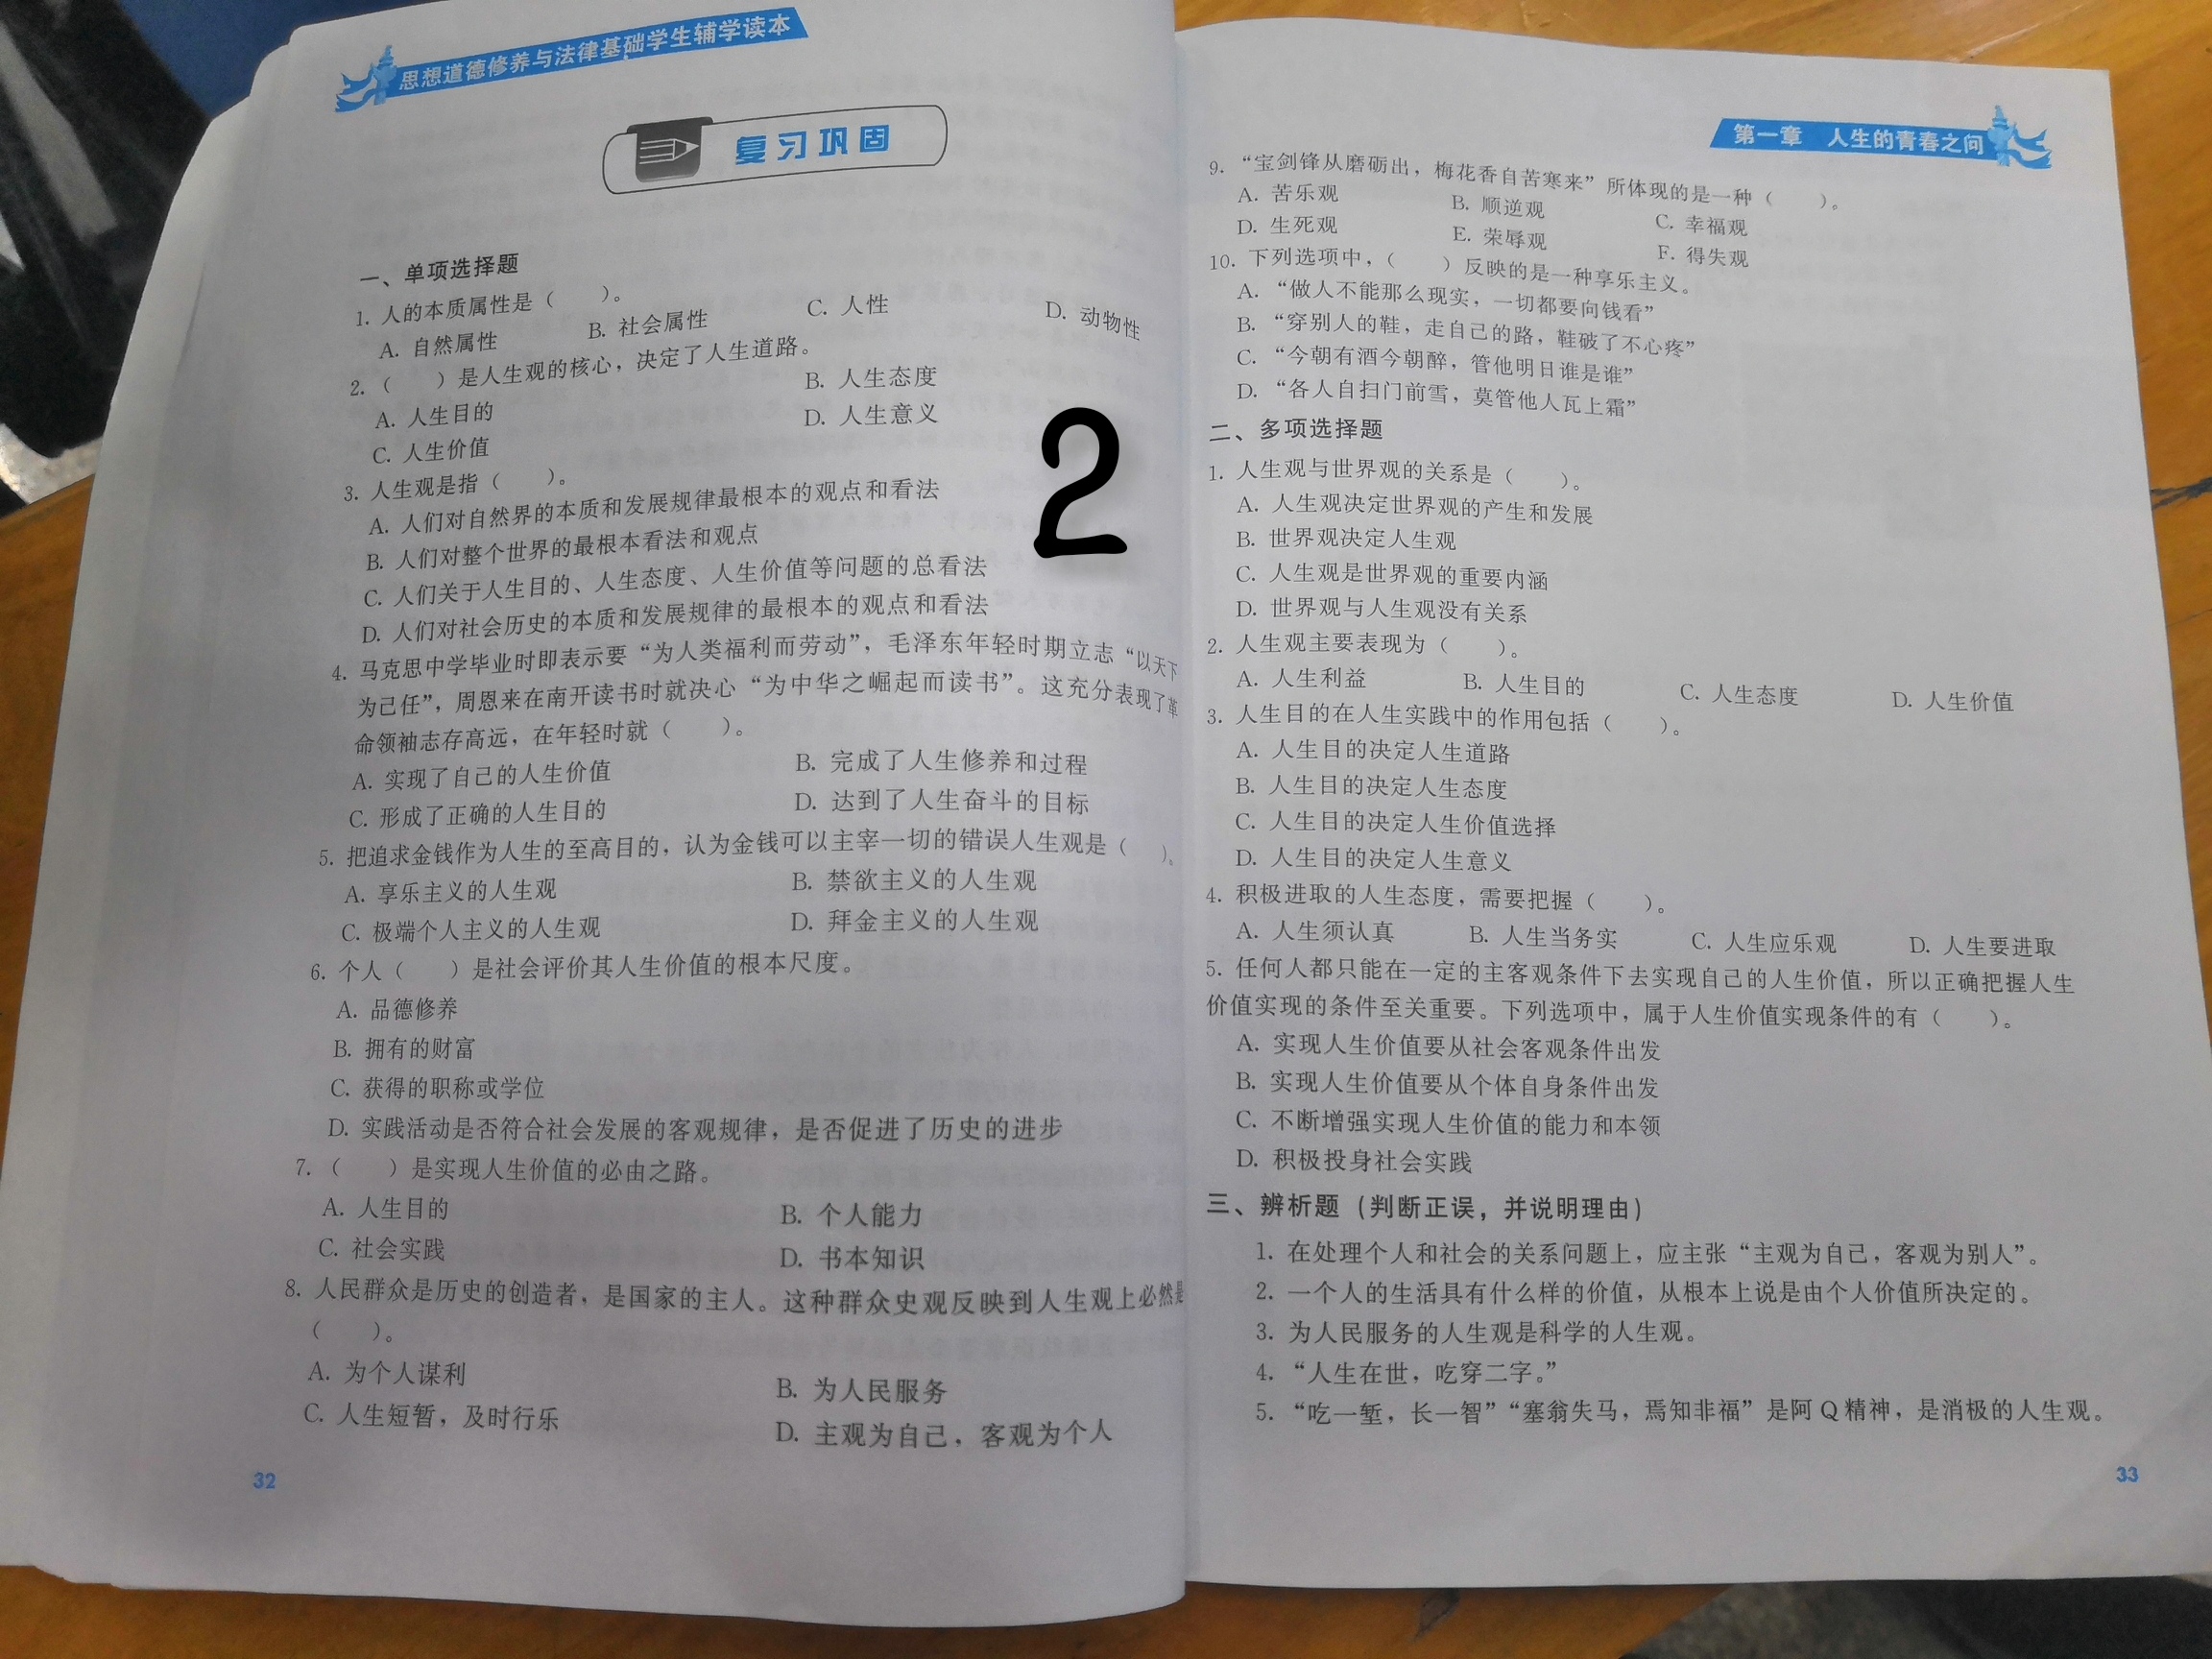 思想道德修养与法律基础学生辅学读本
复习巩固
一、单项选择题
1. 人的本质属性是（　　）。
A. 自然属性　B. 社会属性　C. 人性　D. 动物性
2.（　　）是人生观的核心，决定了人生道路。
A. 人生目的　B. 人生态度
C. 人生价值　D. 人生意义
3. 人生观是指（　　）。
A. 人们对自然界的本质和发展规律最根本的观点和看法
B. 人们对整个世界的最根本看法和观点
C. 人们关于人生目的、人生态度、人生价值等问题的总看法
D. 人们对社会历史的本质和发展规律的最根本的观点和看法
4. 马克思中学毕业时即表示要“为人类福利而劳动”，毛泽东年轻时期立志“以天下
为己任”，周恩来在南开读书时就决心“为中华之崛起而读书”。这充分表现了革
命领袖志存高远，在年轻时就（　　）。
A. 实现了自己的人生价值　B. 完成了人生修养和过程
C. 形成了正确的人生目的　D. 达到了人生奋斗的目标
5. 把追求金钱作为人生的至高目的，认为金钱可以主宰一切的错误人生观是（　　）。
A. 享乐主义的人生观　B. 禁欲主义的人生观
C. 极端个人主义的人生观　D. 拜金主义的人生观
6. 个人（　　）是社会评价其人生价值的根本尺度。
A. 品德修养
B. 拥有的财富
C. 获得的职称或学位
D. 实践活动是否符合社会发展的客观规律，是否促进了历史的进步
7.（　　）是实现人生价值的必由之路。
A. 人生目的　B. 个人能力
C. 社会实践　D. 书本知识
8. 人民群众是历史的创造者，是国家的主人。这种群众史观反映到人生观上必然是
（　　）。
A. 为个人谋利　B. 为人民服务
C. 人生短暂，及时行乐　D. 主观为自己，客观为个人
32
2
第一章　人生的青春之问
9. “宝剑锋从磨砺出，梅花香自苦寒来”所体现的是一种（　　）。
A. 苦乐观　B. 顺逆观　C. 幸福观
D. 生死观　E. 荣辱观　F. 得失观
10. 下列选项中，（　　）反映的是一种享乐主义。
A. “做人不能那么现实，一切都要向钱看”
B. “穿别人的鞋，走自己的路，鞋破了不心疼”
C. “今朝有酒今朝醉，管他明日谁是谁”
D. “各人自扫门前雪，莫管他人瓦上霜”
二、多项选择题
1. 人生观与世界观的关系是（　　）。
A. 人生观决定世界观的产生和发展
B. 世界观决定人生观
C. 人生观是世界观的重要内涵
D. 世界观与人生观没有关系
2. 人生观主要表现为（　　）。
A. 人生利益　B. 人生目的　C. 人生态度　D. 人生价值
3. 人生目的在人生实践中的作用包括（　　）。
A. 人生目的决定人生道路
B. 人生目的决定人生态度
C. 人生目的决定人生价值选择
D. 人生目的决定人生意义
4. 积极进取的人生态度，需要把握（　　）。
A. 人生须认真　B. 人生当务实　C. 人生应乐观　D. 人生要进取
5. 任何人都只能在一定的主客观条件下去实现自己的人生价值，所以正确把握人生
价值实现的条件至关重要。下列选项中，属于人生价值实现条件的有（　　）。
A. 实现人生价值要从社会客观条件出发
B. 实现人生价值要从个体自身条件出发
C. 不断增强实现人生价值的能力和本领
D. 积极投身社会实践
三、辨析题（判断正误，并说明理由）
1. 在处理个人和社会的关系问题上，应主张“主观为自己，客观为别人”。
2. 一个人的生活具有什么样的价值，从根本上说是由个人价值所决定的。
3. 为人民服务的人生观是科学的人生观。
4. “人生在世，吃穿二字。”
5. “吃一堑，长一智”“塞翁失马，焉知非福”是阿Q精神，是消极的人生观。
33